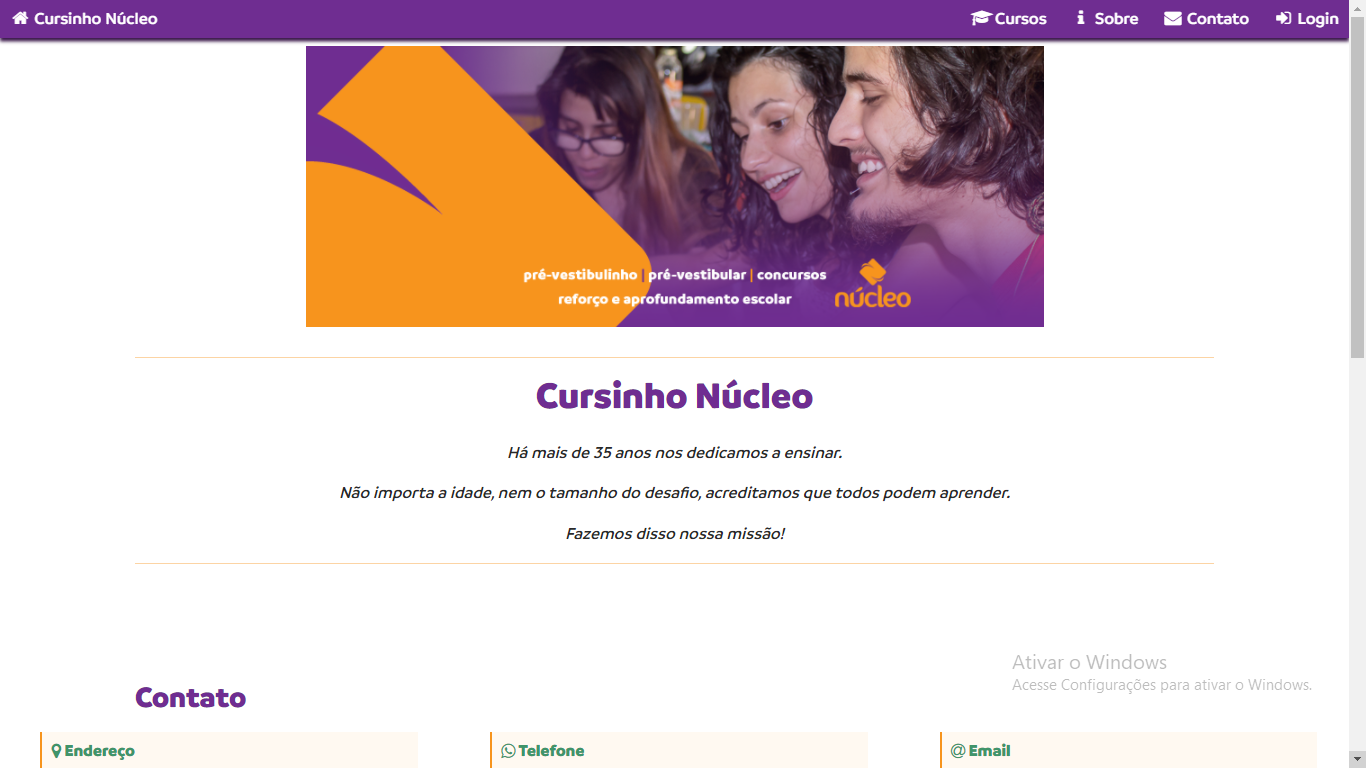 Cursinho Núcleo
Cursos
Sobre
Contato
Login
pré-vestibulinho | pré-vestibular | concursos
reforço e aprofundamento escolar
núcleo
Cursinho Núcleo
Há mais de 35 anos nos dedicamos a ensinar.
Não importa a idade, nem o tamanho do desafio, acreditamos que todos podem aprender.
Fazemos disso nossa missão!
Ativar o Windows
Acesse Configurações para ativar o Windows.
Contato
Endereço
Telefone
@ Email